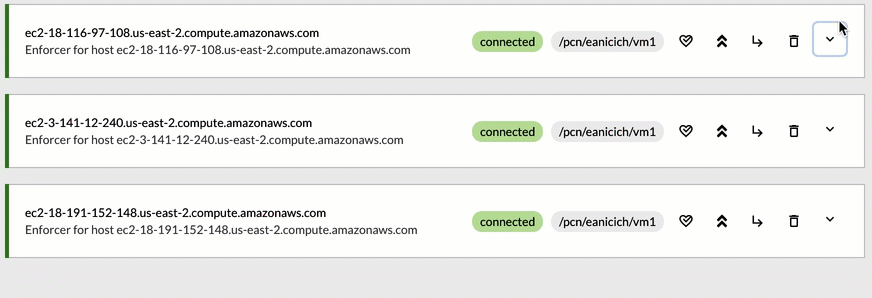 ec2-18-116-97-108.us-east-2.compute.amazonaws.com
Enforcer for host ec2-18-116-97-108.us-east-2.compute.amazonaws.com
connected
/pcn/eanicich/vm1
ec2-3-141-12-240.us-east-2.compute.amazonaws.com
Enforcer for host ec2-3-141-12-240.us-east-2.compute.amazonaws.com
connected
/pcn/eanicich/vm1
ec2-18-191-152-148.us-east-2.compute.amazonaws.com
Enforcer for host ec2-18-191-152-148.us-east-2.compute.amazonaws.com
connected
/pcn/eanicich/vm1